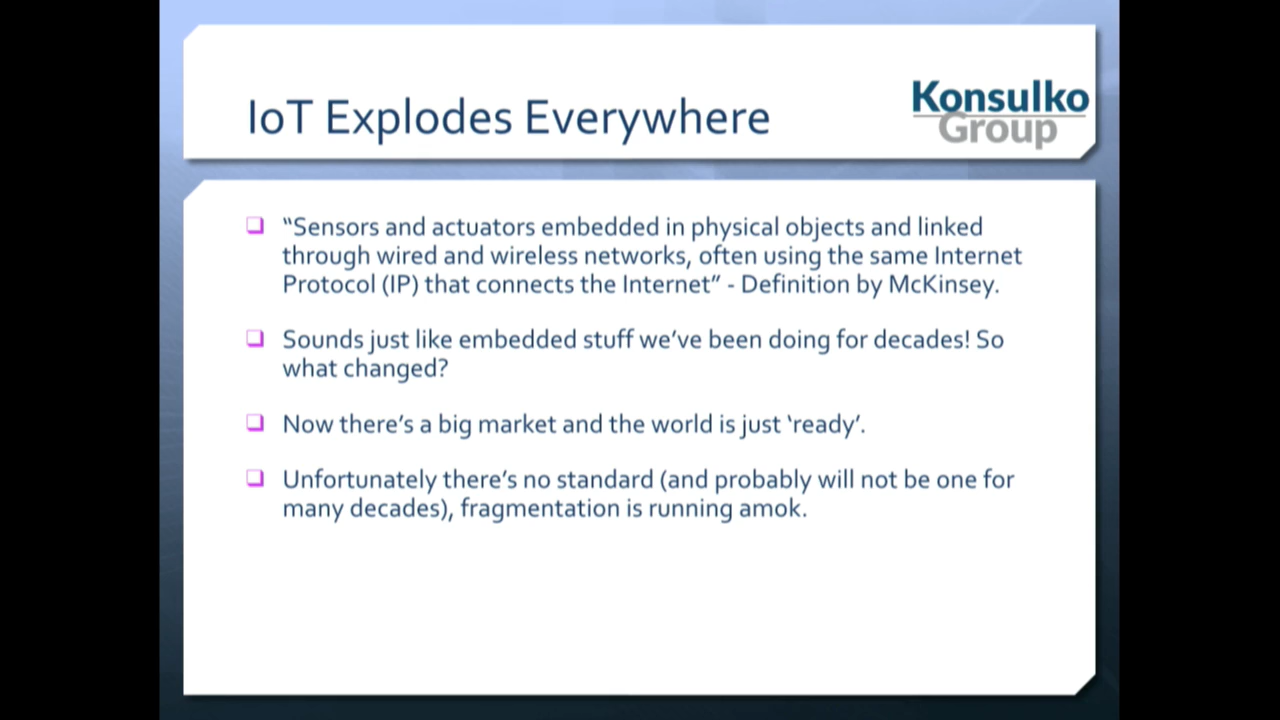 IoT Explodes Everywhere
Konsulko
Group
“Sensors and actuators embedded in physical objects and linked
through wired and wireless networks, often using the same Internet
Protocol (IP) that connects the Internet” - Definition by McKinsey.
Sounds just like embedded stuff we’ve been doing for decades! So
what changed?
Now there’s a big market and the world is just ‘ready’.
Unfortunately there’s no standard (and probably will not be one for
many decades), fragmentation is running amok.